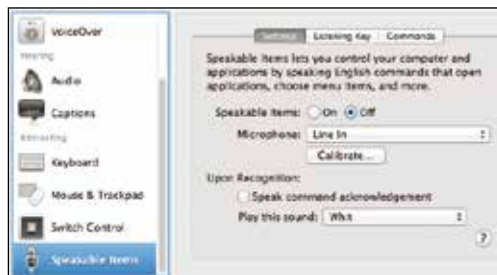 VoiceOver
Hearing
Audio
Captions
Interacting
Keyboard
Mouse & Trackpad
Switch Control
Speakable Items
Settings Listening Key Commands
Speakable Items lets you control your computer and
applications by speaking English commands that open
applications, choose menu items, and more.
Speakable Items: On Off
Microphone: Line In
Calibrate...
Upon Recognition:
Speak command acknowledgement
Play this sound: Whit
?